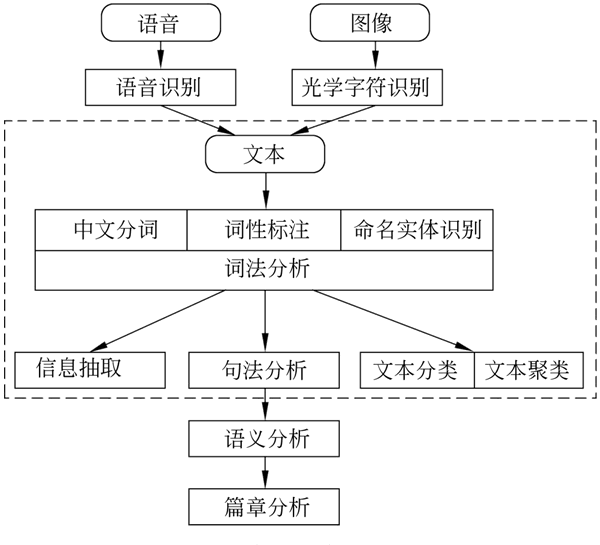 语音 图像
语音识别 光学字符识别
文本
中文分词 词性标注 命名实体识别
词法分析
信息抽取 句法分析 文本分类 文本聚类
语义分析
篇章分析